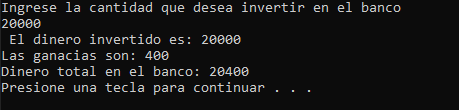 Ingrese la cantidad que desea invertir en el banco
20000
 El dinero invertido es: 20000
Las ganacias son: 400
Dinero total en el banco: 20400
Presione una tecla para continuar . . .